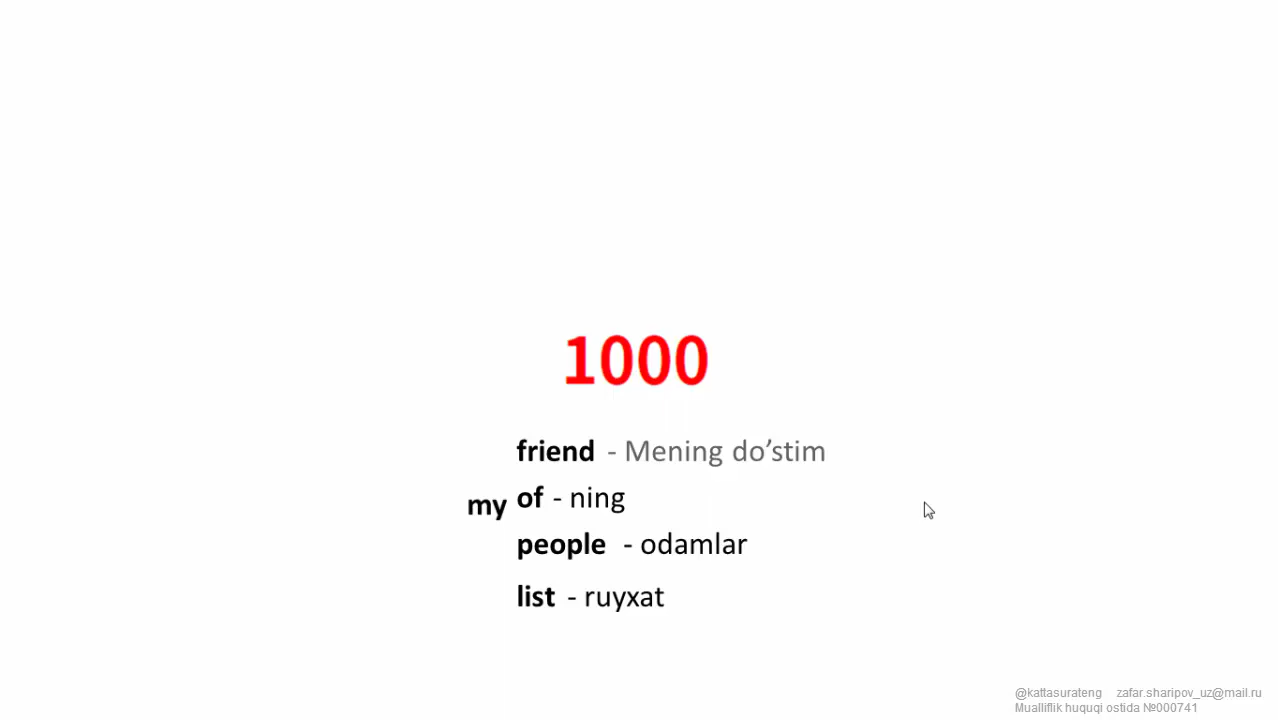 1000
friend - Mening do’stim
my of - ning
people - odamlar
list - ruyxat
@kattasurateng zafar.sharipov_uz@mail.ru
Mualliflik huquqi ostida №000741